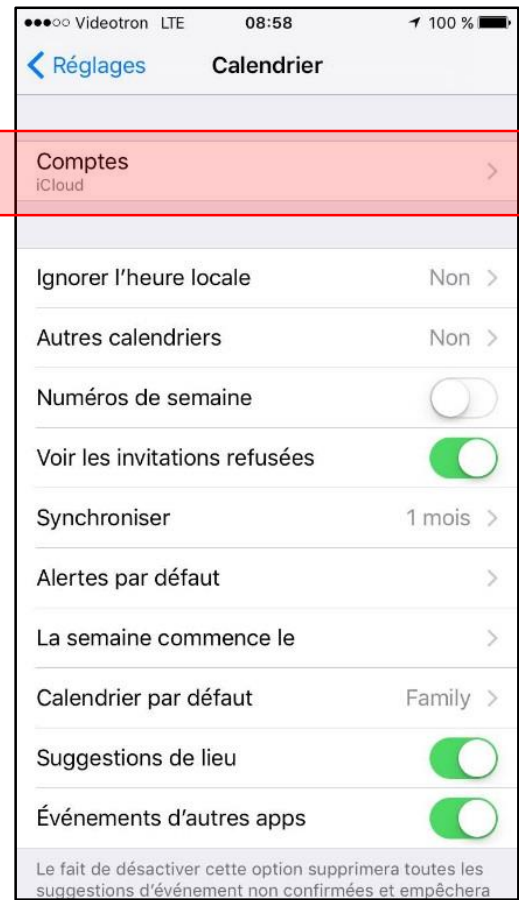 Videotron LTE 08:58 100 %
Réglages Calendrier
Comptes
iCloud
Ignorer l'heure locale Non
Autres calendriers Non
Numéros de semaine
Voir les invitations refusées
Synchroniser 1 mois
Alertes par défaut
La semaine commence le
Calendrier par défaut Family
Suggestions de lieu
Événements d'autres apps
Le fait de désactiver cette option supprimera toutes les
suggestions d'événement non confirmées et empêchera